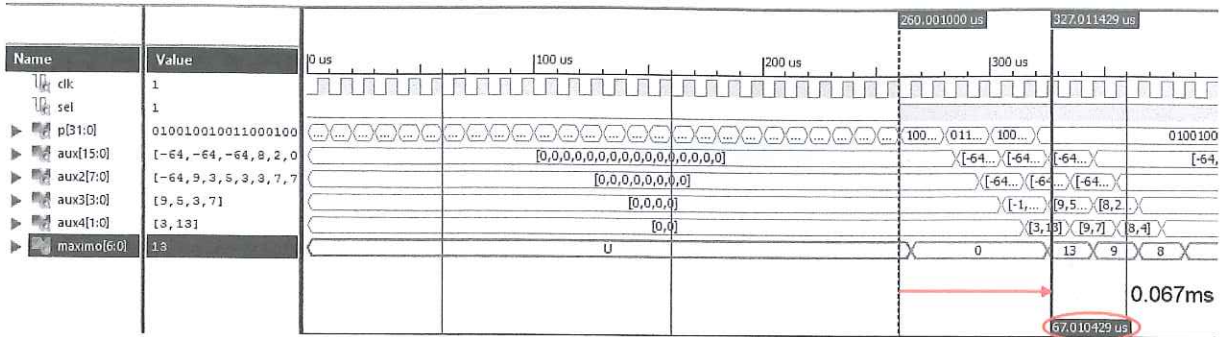 260.001000 us 327.011429 us
Name Value 0 us 100 us 200 us 300 us
clk 1
sel 1
p[31:0] 010010010011000100 ... ... ... ... ... ... ... ... ... ... ... ... ... ... ... ... ... ... ... ... ... ... ... ... ... 100... 011... 100... 0100100
aux[15:0] [-64,-64,-64,8,2,0 [0,0,0,0,0,0,0,0,0,0,0,0,0,0,0,0] [-64... [-64... [-64... [-64,
aux2[7:0] [-64,9,3,5,3,3,7,7 [0,0,0,0,0,0,0,0] [-64... [-64... [-64...
aux3[3:0] [9,5,3,7] [0,0,0,0] [-1,... [9,5... [8,2...
aux4[1:0] [3,13] [0,0] [3,13] [9,7] [8,4]
maximo[6:0] 13 U 0 13 9 8
0.067ms
67.010429 us